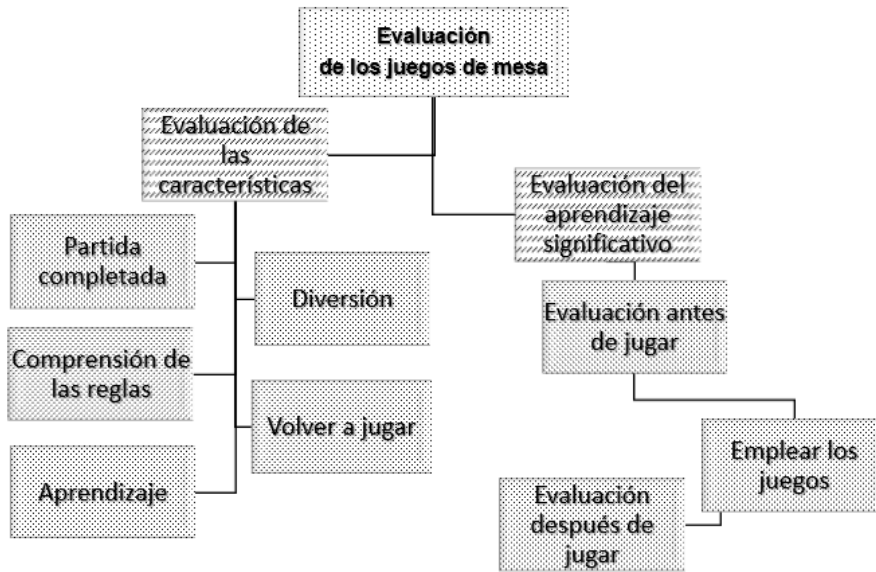 Evaluación
de los juegos de mesa
Evaluación de
las
características
Partida
completada
Diversión
Comprensión de
las reglas
Volver a jugar
Aprendizaje
Evaluación del
aprendizaje
significativo
Evaluación antes
de jugar
Emplear los
juegos
Evaluación
después de
jugar